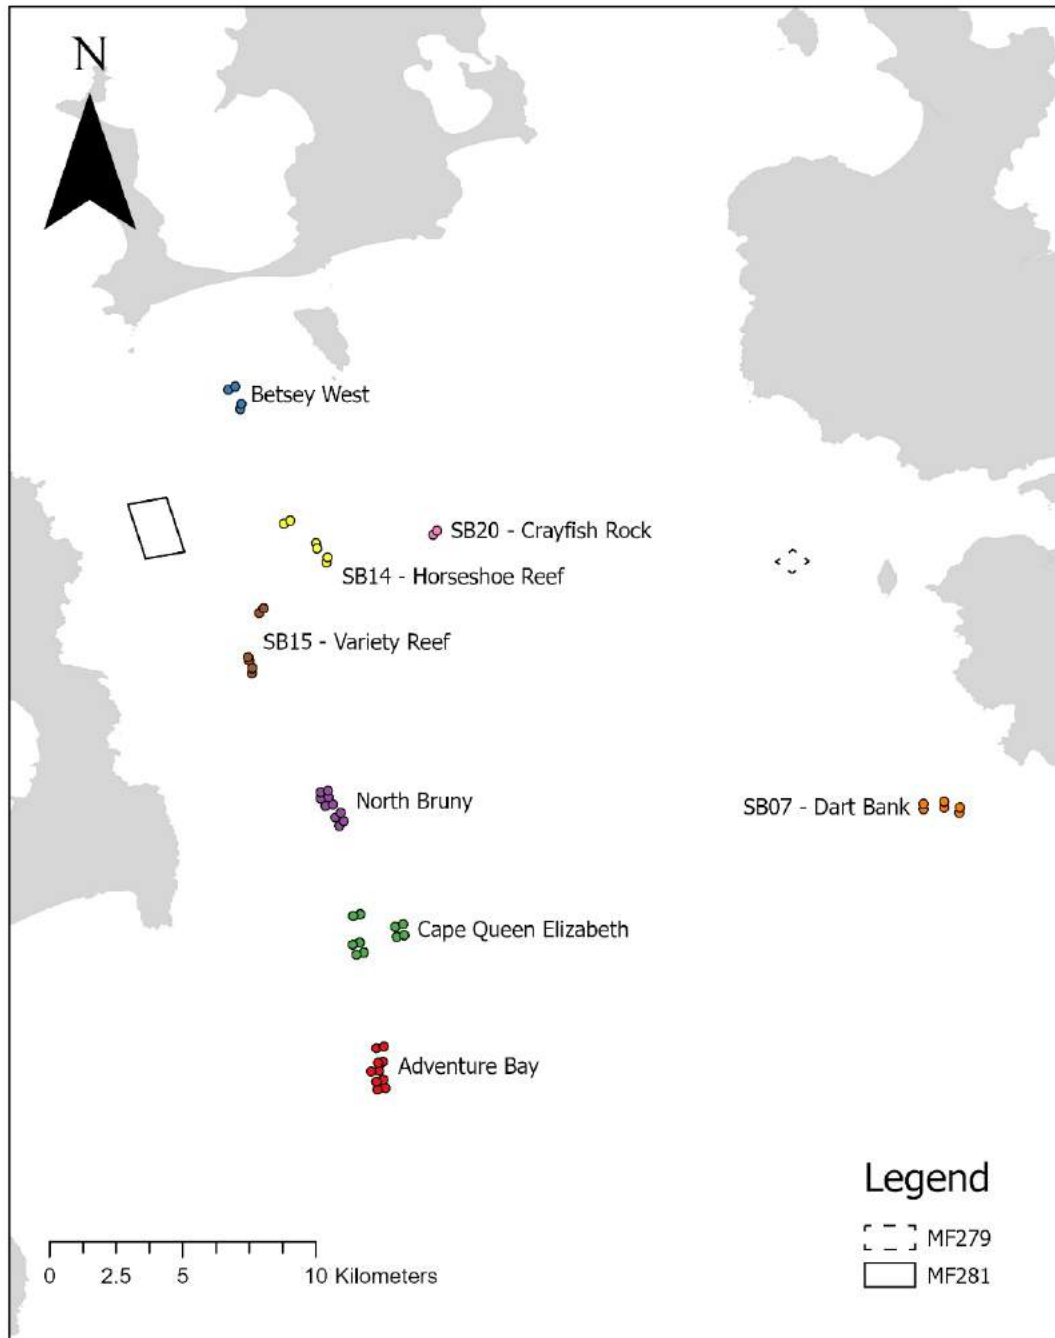 N
Betsey West
SB20 - Crayfish Rock
SB14 - Horseshoe Reef
SB15 - Variety Reef
North Bruny
SB07 - Dart Bank
Cape Queen Elizabeth
Adventure Bay
Legend
MF279
MF281
0 2.5 5 10 Kilometers